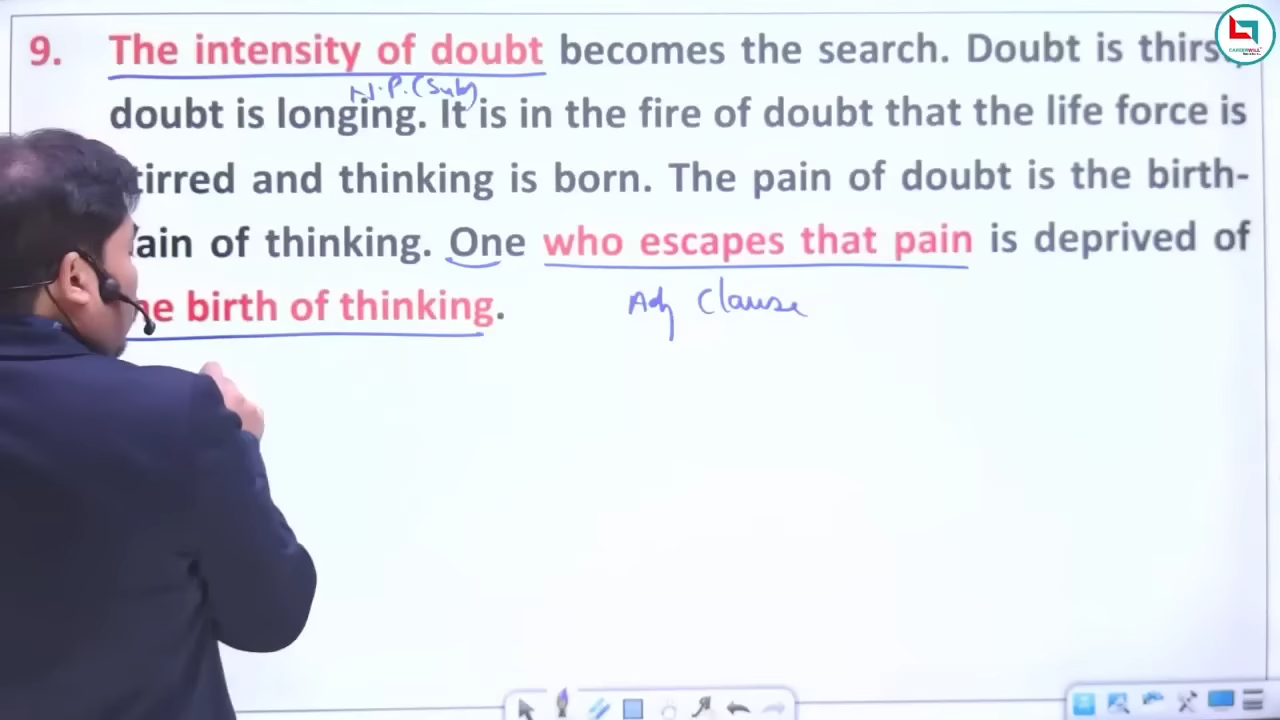 9. The intensity of doubt becomes the search. Doubt is thirst,
N.P. (Sub)
doubt is longing. It is in the fire of doubt that the life force is
tirred and thinking is born. The pain of doubt is the birth-
ain of thinking. One who escapes that pain is deprived of
e birth of thinking.
Adj Clause
CAREERWILL